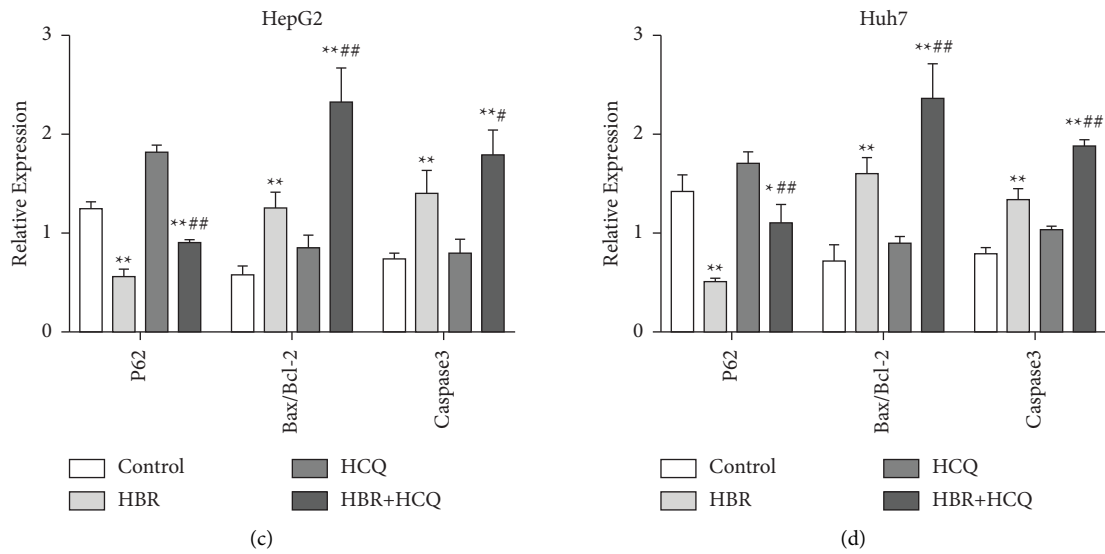 HepG2
Relative Expression
3
2
1
0
**
**##
**
**##
**
**#
P62
Bax/Bcl-2
Caspase3
Control
HCQ
HBR
HBR+HCQ
(c)
Huh7
Relative Expression
3
2
1
0
**
*##
**
**##
**
**##
P62
Bax/Bcl-2
Caspase3
Control
HCQ
HBR
HBR+HCQ
(d)